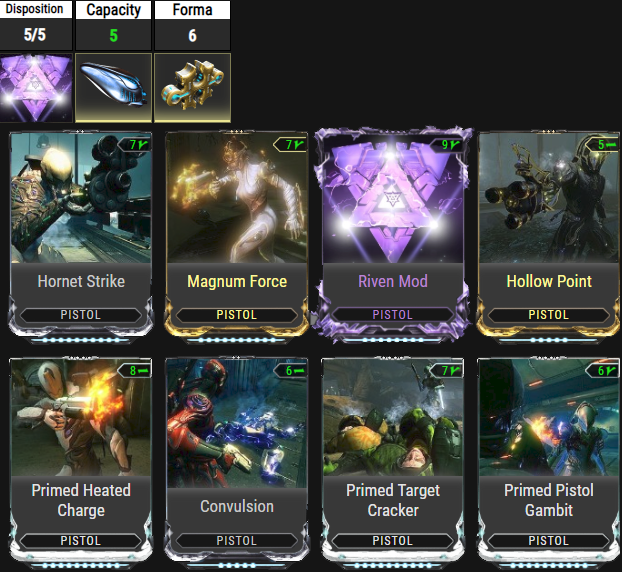 Disposition Capacity Forma
5/5 5 6
7 7 9 5
Hornet Strike Magnum Force Riven Mod Hollow Point
PISTOL PISTOL PISTOL PISTOL
8 6 7 6
Primed Heated
Charge
Convulsion
Primed Target
Cracker
Primed Pistol
Gambit
PISTOL PISTOL PISTOL PISTOL